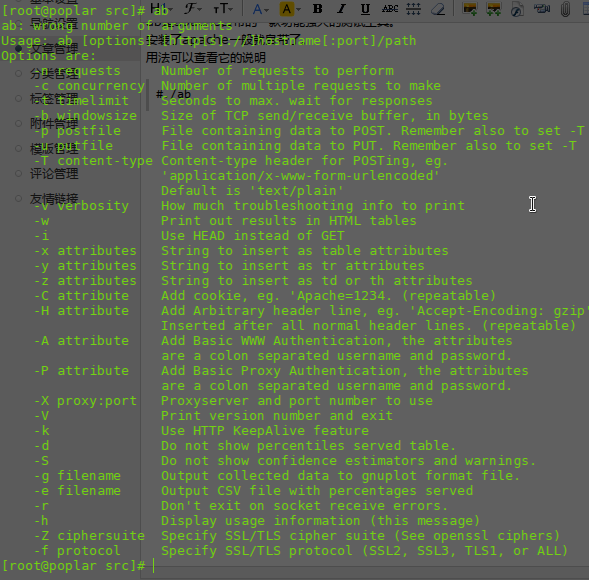 [root@poplar src]# ab
ab: wrong number of arguments
Usage: ab [options] [http[s]://]hostname[:port]/path
Options are:
-n requests Number of requests to perform
-c concurrency Number of multiple requests to make
-t timelimit Seconds to max. wait for responses
-b windowsize Size of TCP send/receive buffer, in bytes
-p postfile File containing data to POST. Remember also to set -T
-u putfile File containing data to PUT. Remember also to set -T
-T content-type Content-type header for POSTing, eg.
'application/x-www-form-urlencoded'
Default is 'text/plain'
-v verbosity How much troubleshooting info to print
-w Print out results in HTML tables
-i Use HEAD instead of GET
-x attributes String to insert as table attributes
-y attributes String to insert as tr attributes
-z attributes String to insert as td or th attributes
-C attribute Add cookie, eg. 'Apache=1234. (repeatable)
-H attribute Add Arbitrary header line, eg. 'Accept-Encoding: gzip'
Inserted after all normal header lines. (repeatable)
-A attribute Add Basic WWW Authentication, the attributes
are a colon separated username and password.
-P attribute Add Basic Proxy Authentication, the attributes
are a colon separated username and password.
-X proxy:port Proxyserver and port number to use
-V Print version number and exit
-k Use HTTP KeepAlive feature
-d Do not show percentiles served table.
-S Do not show confidence estimators and warnings.
-g filename Output collected data to gnuplot format file.
-e filename Output CSV file with percentages served
-r Don't exit on socket receive errors.
-h Display usage information (this message)
-Z ciphersuite Specify SSL/TLS cipher suite (See openssl ciphers)
-f protocol Specify SSL/TLS protocol (SSL2, SSL3, TLS1, or ALL)
[root@poplar src]#
文章管理
分类管理
标签管理
附件管理
模版管理
评论管理
友情链接
用法可以查看它的说明
# ./ab